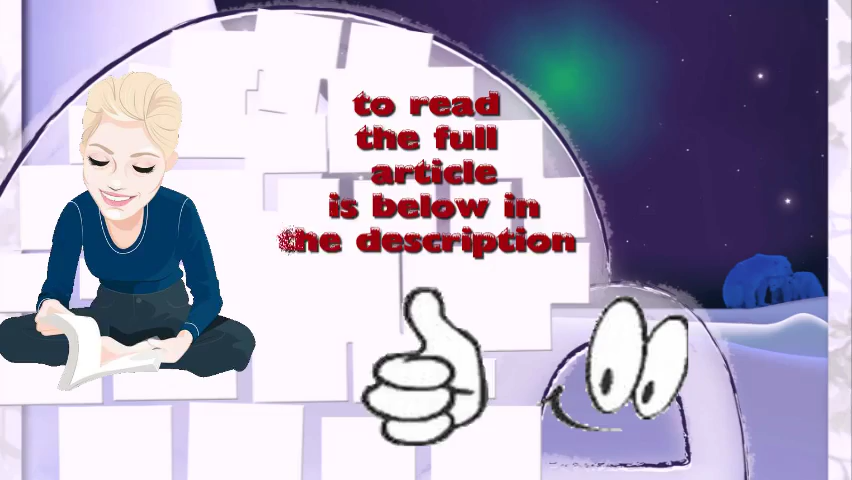 to read
the full
article
is below in
the description